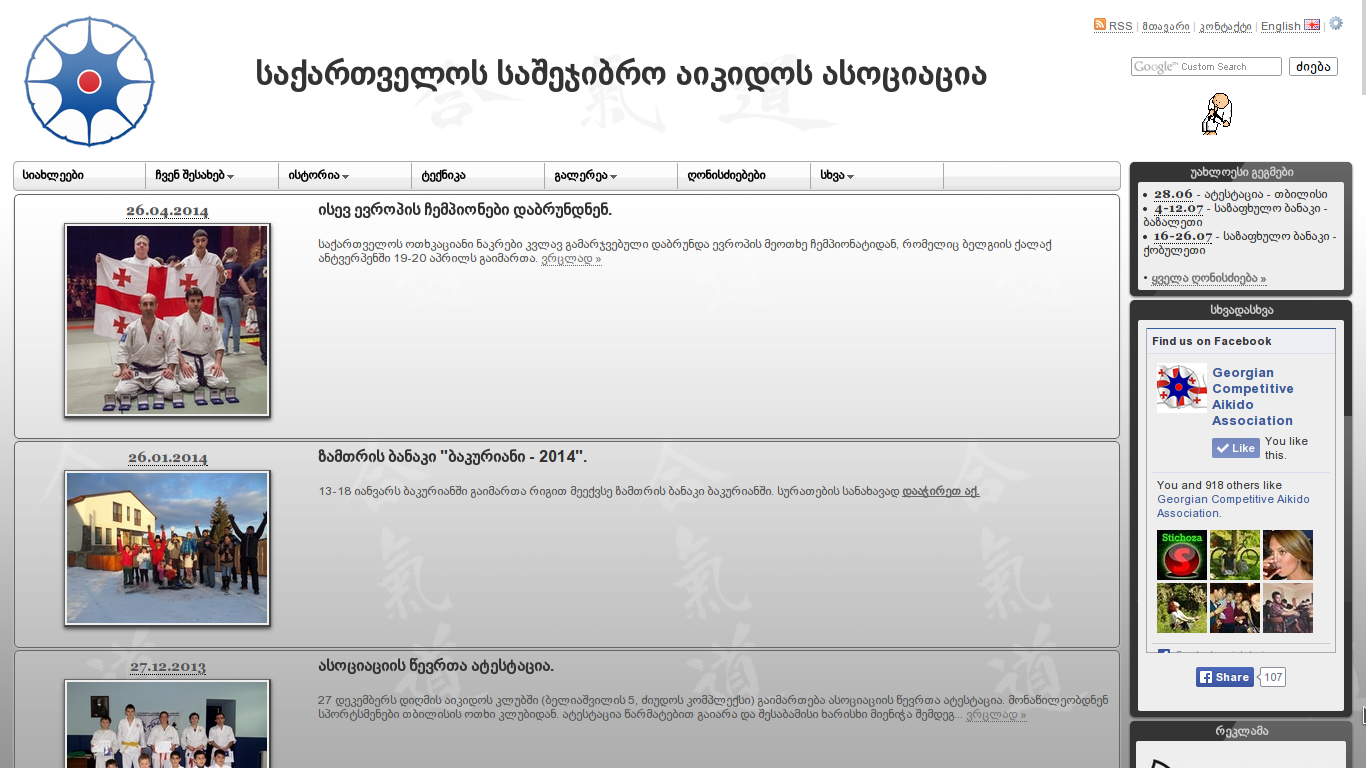 RSS | მთავარი | კონტაქტი | English |
საქართველოს საშეჯიბრო აიკიდოს ასოციაცია
Google™ Custom Search ძიება
合 氣 道
სიახლეები ჩვენ შესახებ ისტორია ტექნიკა გალერეა ღონისძიებები სხვა
26.04.2014
ისევ ევროპის ჩემპიონები დაბრუნდნენ.
საქართველოს ოთხკაციანი ნაკრები კვლავ გამარჯვებული დაბრუნდა ევროპის მეოთხე ჩემპიონატიდან, რომელიც ბელგიის ქალაქ
ანტვერპენში 19-20 აპრილს გაიმართა. ვრცლად »
26.01.2014
ზამთრის ბანაკი "ბაკურიანი - 2014".
13-18 იანვარს ბაკურიანში გაიმართა რიგით მეექვსე ზამთრის ბანაკი ბაკურიანში. სურათების სანახავად დააჭირეთ აქ.
27.12.2013
ასოციაციის წევრთა ატესტაცია.
27 დეკემბერს დიღმის აიკიდოს კლუბში (ბელიაშვილის 5, ძიუდოს კომპლექსი) გაიმართება ასოციაციის წევრთა ატესტაცია. მონაწილეობდნენ
სპორტსმენები თბილისის ოთხი კლუბიდან. ატესტაცია წარმატებით გაიარა და შესაბამისი ხარისხი მიენიჭა შემდეგ... ვრცლად »
უახლოესი გეგმები
• 28.06 - ატესტაცია - თბილისი
• 4-12.07 - საზაფხულო ბანაკი -
ბაზალეთი
• 16-26.07 - საზაფხულო ბანაკი -
ქობულეთი
• ყველა ღონისძიება »
სხვადასხვა
Find us on Facebook
Georgian
Competitive
Aikido
Association
Like You like
this.
You and 918 others like
Georgian Competitive Aikido
Association.
Stichoza
Share 107
რეკლამა